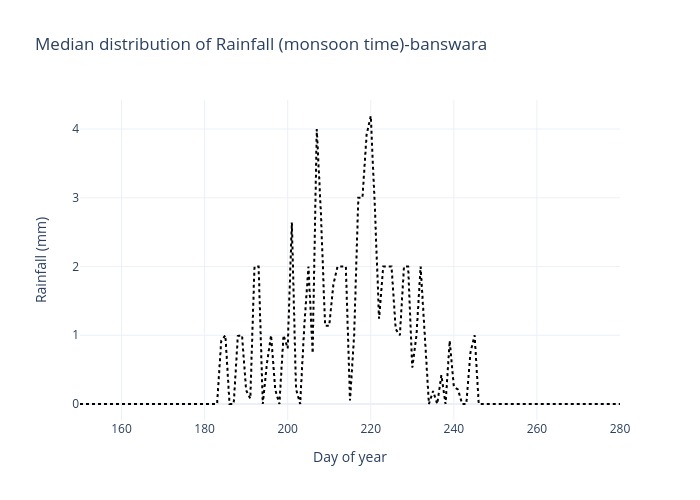 Median distribution of Rainfall (monsoon time)-banswara
4
3
2
1
0
Rainfall (mm)
160 180 200 220 240 260 280
Day of year